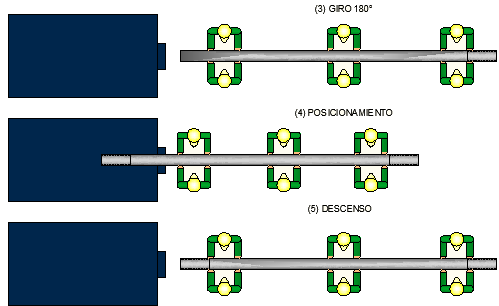 (3) GIRO 180°
(4) POSICIONAMIENTO
(5) DESCENSO